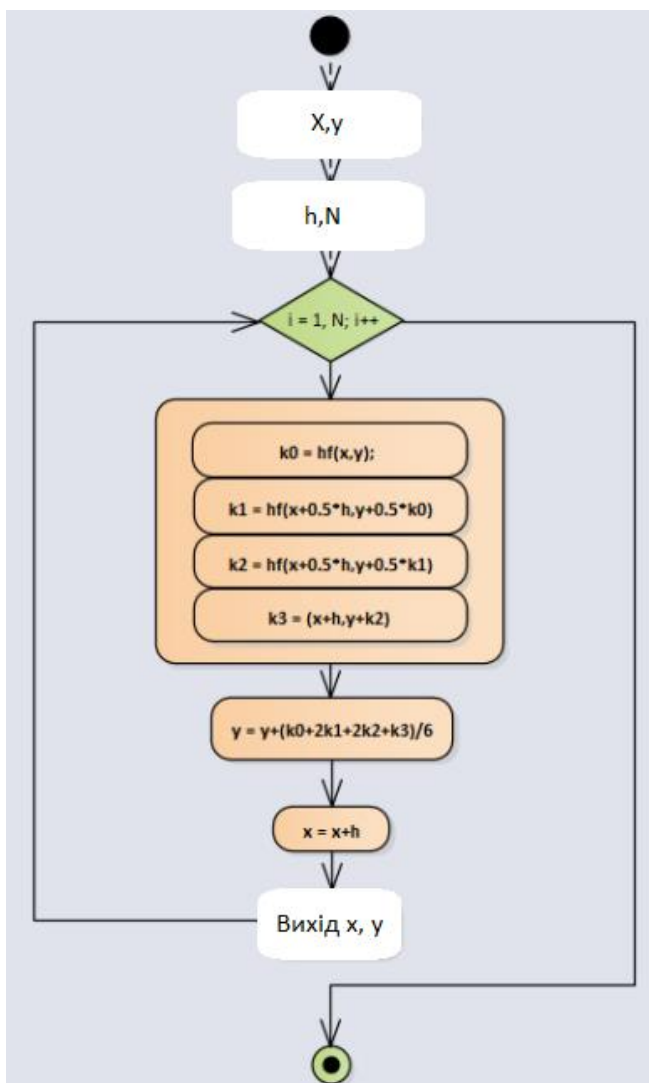 X,y
h,N
i = 1, N; i++
k0 = hf(x,y);
k1 = hf(x+0.5*h,y+0.5*k0)
k2 = hf(x+0.5*h,y+0.5*k1)
k3 = (x+h,y+k2)
y = y+(k0+2k1+2k2+k3)/6
x = x+h
Вихід x, y